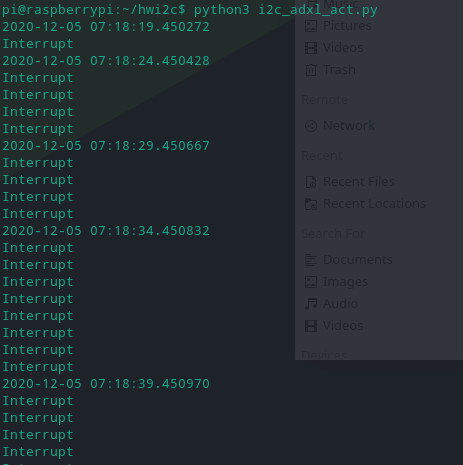 pi@raspberrypi:~/hwi2c$ python3 i2c_adxl_act.py
2020-12-05 07:18:19.450272
Interrupt
2020-12-05 07:18:24.450428
Interrupt
Interrupt
Interrupt
Interrupt
2020-12-05 07:18:29.450667
Interrupt
Interrupt
Interrupt
Interrupt
2020-12-05 07:18:34.450832
Interrupt
Interrupt
Interrupt
Interrupt
Interrupt
Interrupt
Interrupt
Interrupt
2020-12-05 07:18:39.450970
Interrupt
Interrupt
Interrupt
Interrupt
Interrupt
Music
Pictures
Videos
Trash
Remote
Network
Recent
Recent Files
Recent Locations
Search For
Documents
Images
Audio
Videos
Devices